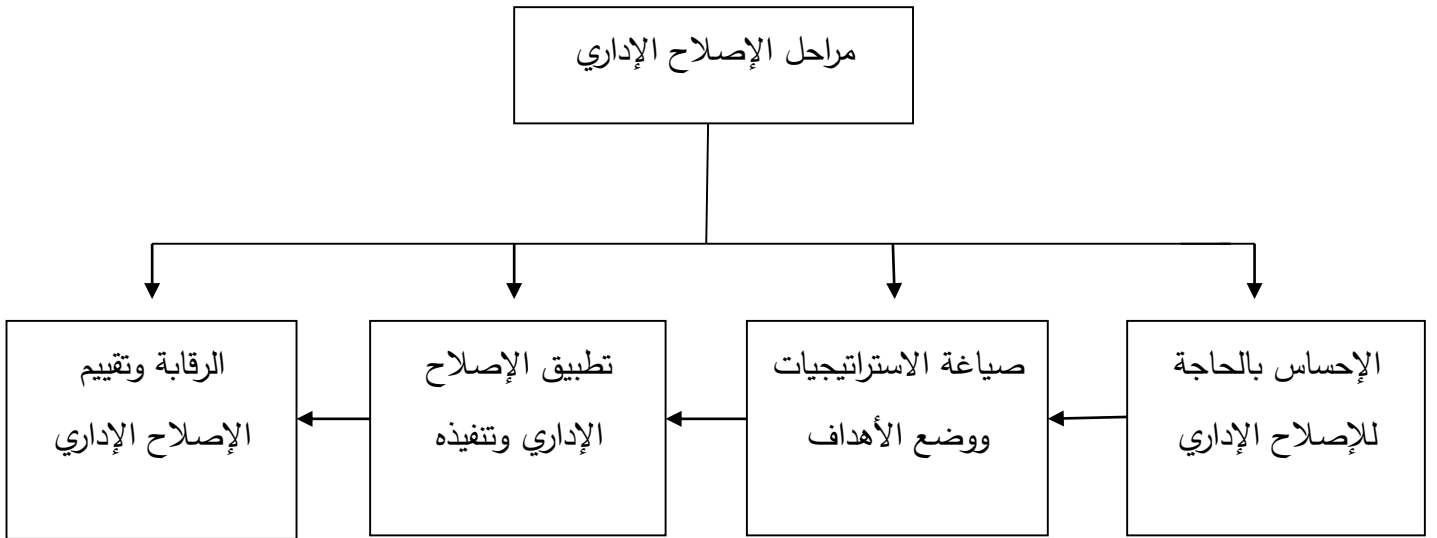 مراحل الإصلاح الإداري
الإحساس بالحاجة
للإصلاح الإداري
صياغة الاستراتيجيات
ووضع الأهداف
تطبيق الإصلاح
الإداري وتنفيذه
الرقابة وتقييم
الإصلاح الإداري